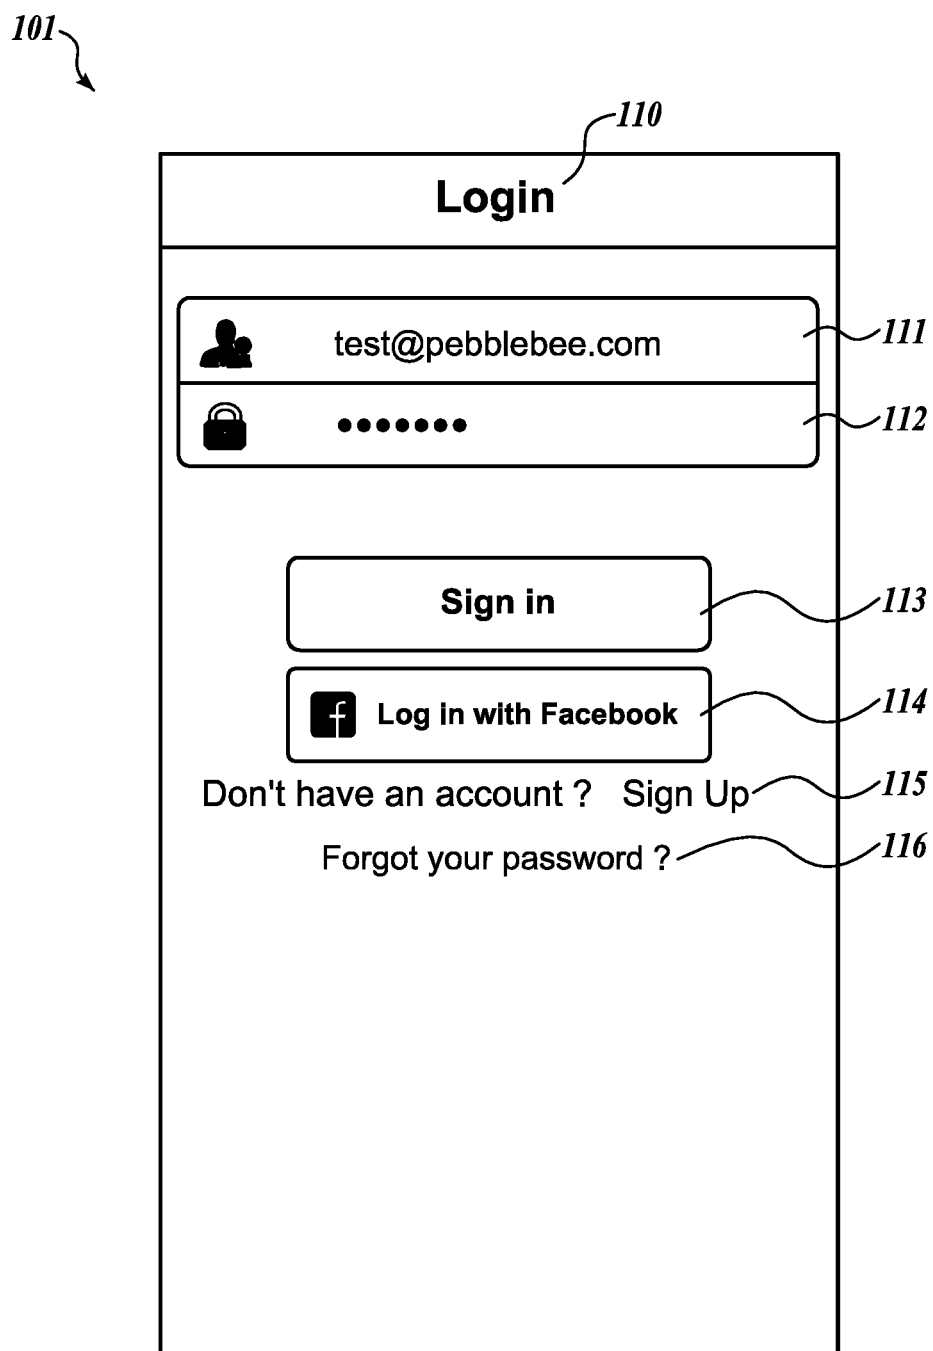 101
110
Login
test@pebblebee.com 111
••••••• 112
Sign in 113
f Log in with Facebook 114
Don't have an account ? Sign Up 115
Forgot your password ? 116